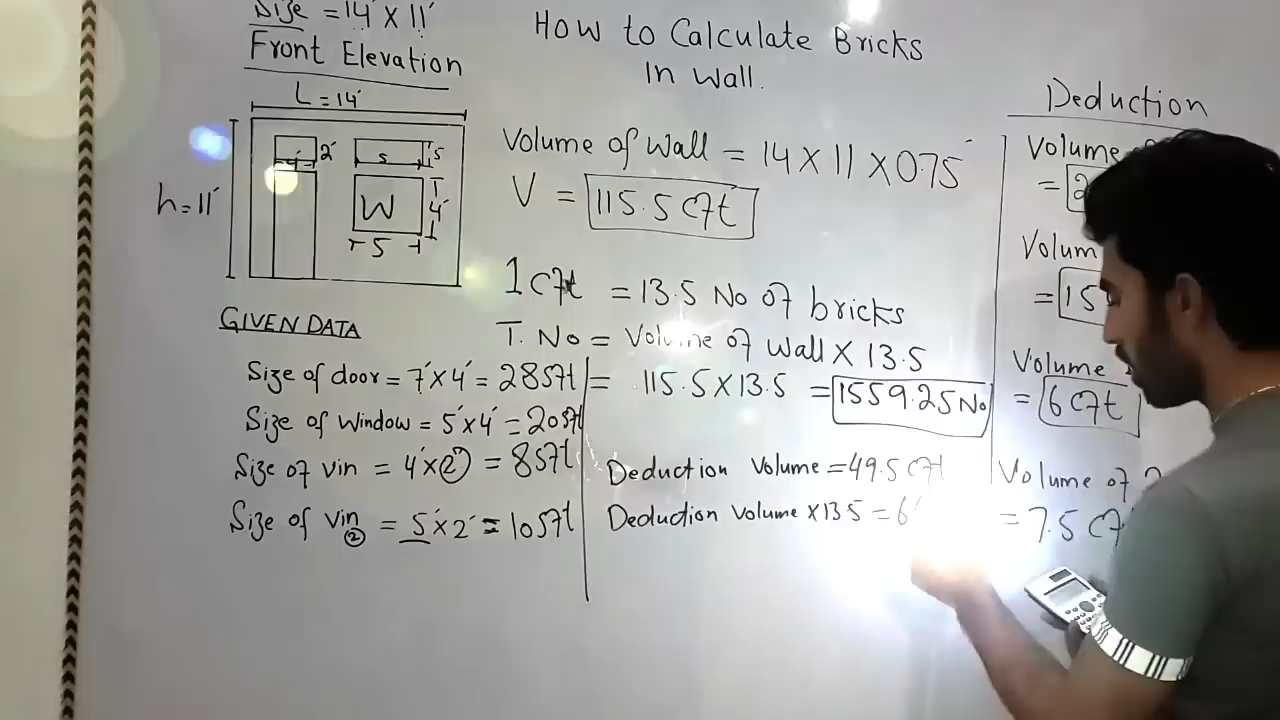 Size = 14' X 11'
Front Elevation
L = 14'
2'
4'
5
5
h = 11'
W
4'
5
GIVEN DATA
Size of door = 7' X 4' = 28 Sft
Size of Window = 5' X 4' = 20 Sft
Size of vin = 4' X 2' = 8 Sft
Size of vin 2 = 5' X 2' = 10 Sft
How to Calculate Bricks
In Wall.
Volume of Wall = 14 X 11 X 0.75'
V = 115.5 Cft
1 Cft = 13.5 No of bricks
T. No = Volume of Wall X 13.5
= 115.5 X 13.5 = 1559.25 No
Deduction Volume = 49.5 Cft
Deduction Volume X 13.5 = 6
Deduction
Volume
= 2
Volum
= 15
Volume
= 6 Cft
Volume of
= 7.5 Cf